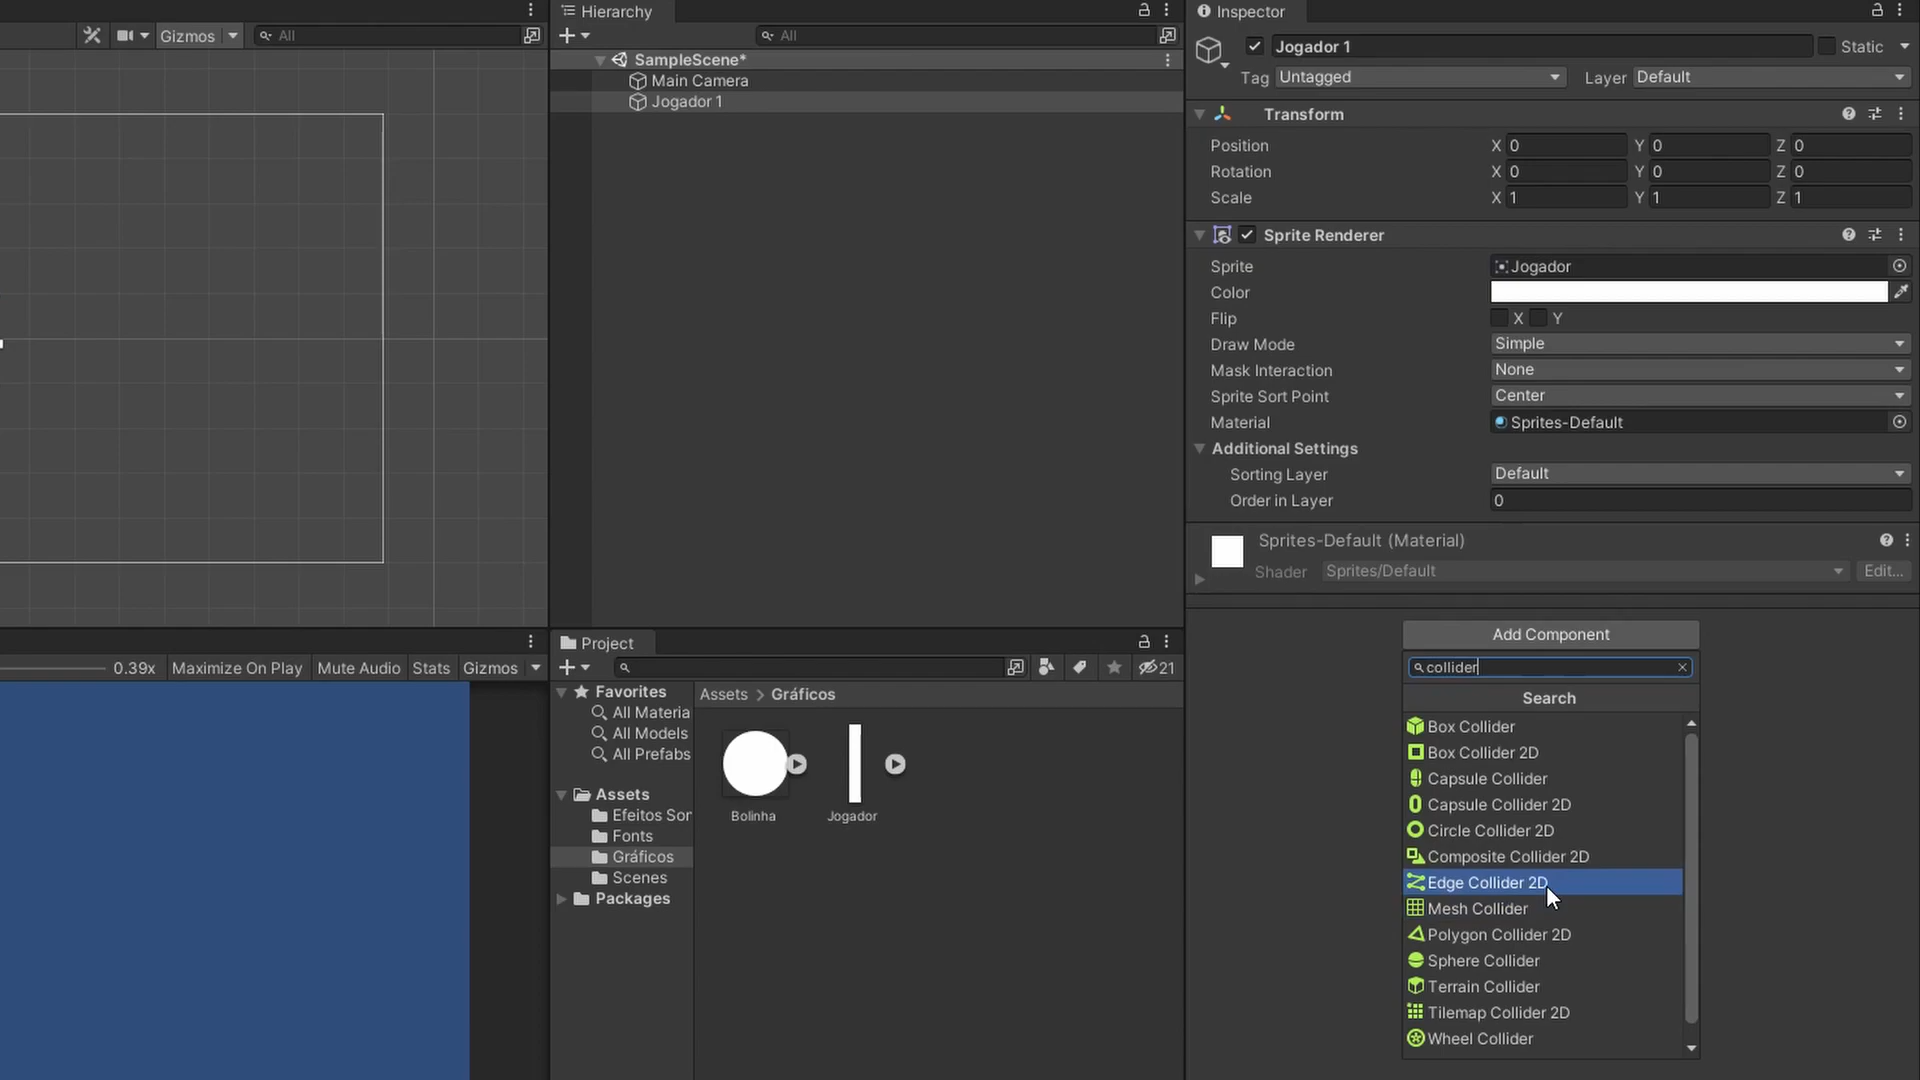 Gizmos
All
0.39x Maximize On Play Mute Audio Stats Gizmos
Hierarchy
All
SampleScene*
Main Camera
Jogador 1
Project
21
Favorites
All Materia
All Models
All Prefabs
Assets
Efeitos Sor
Fonts
Gráficos
Scenes
Packages
Assets > Gráficos
Bolinha
Jogador
Inspector
Jogador 1 Static
Tag Untagged Layer Default
Transform
Position X 0 Y 0 Z 0
Rotation X 0 Y 0 Z 0
Scale X 1 Y 1 Z 1
Sprite Renderer
Sprite Jogador
Color
Flip X Y
Draw Mode Simple
Mask Interaction None
Sprite Sort Point Center
Material Sprites-Default
Additional Settings
Sorting Layer Default
Order in Layer 0
Sprites-Default (Material)
Shader Sprites/Default Edit...
Add Component
collider
Search
Box Collider
Box Collider 2D
Capsule Collider
Capsule Collider 2D
Circle Collider 2D
Composite Collider 2D
Edge Collider 2D
Mesh Collider
Polygon Collider 2D
Sphere Collider
Terrain Collider
Tilemap Collider 2D
Wheel Collider